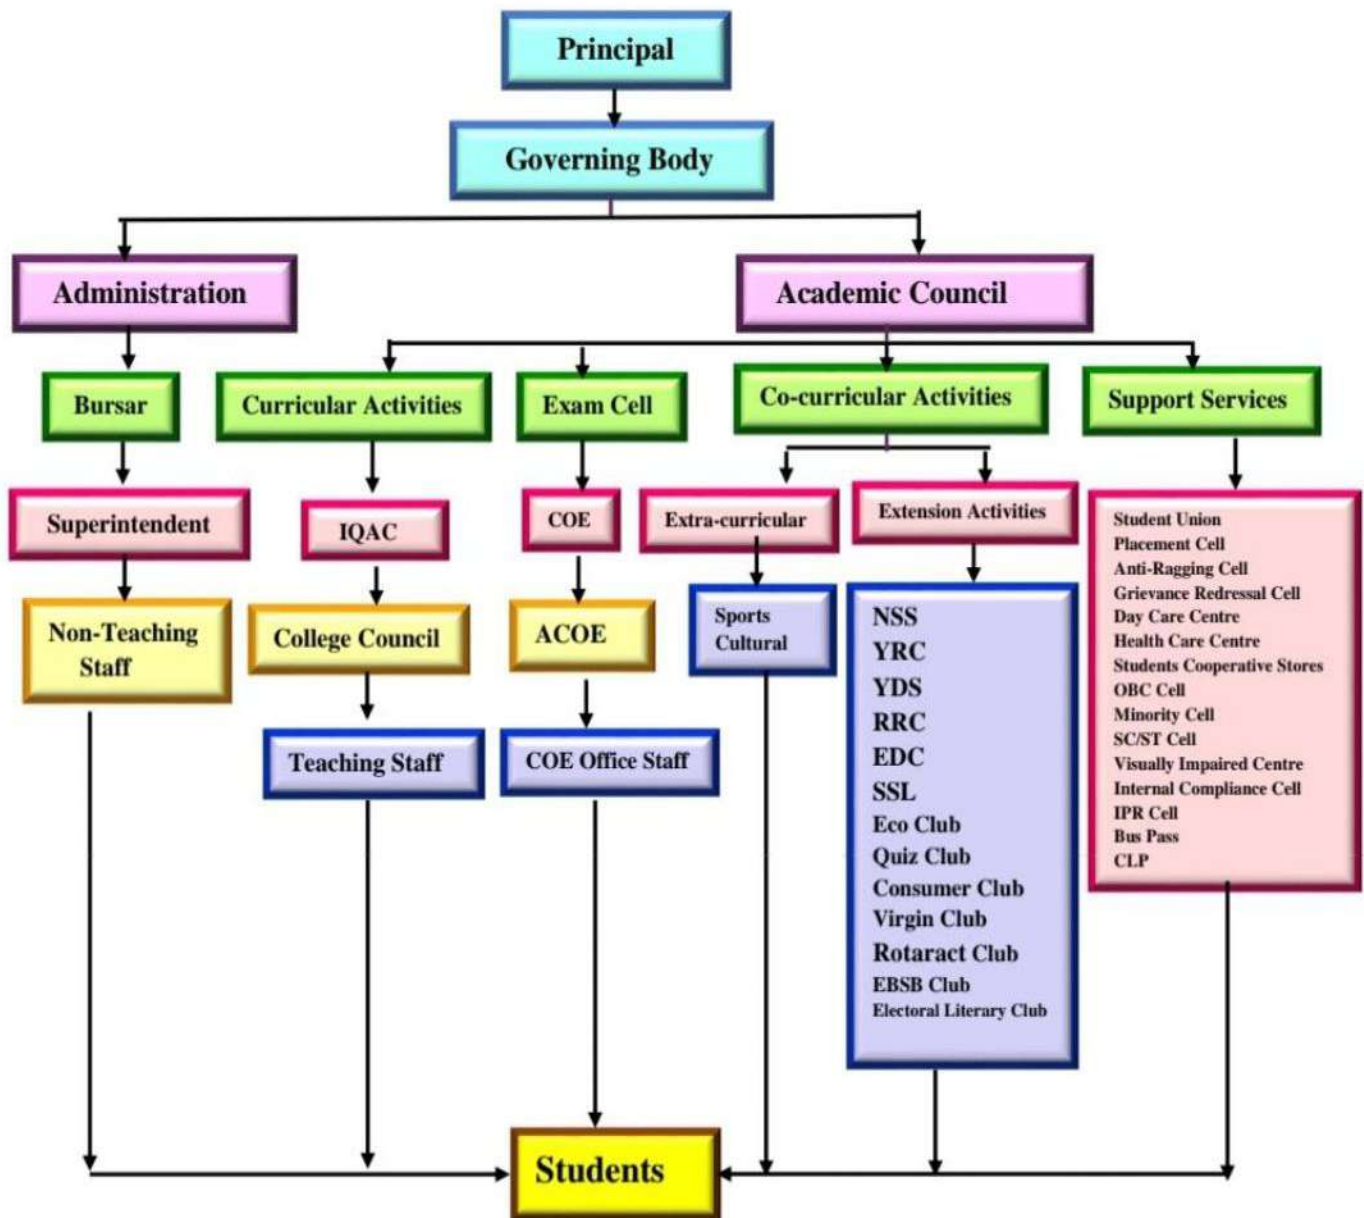 Principal
Governing Body
Administration
Academic Council
Bursar
Curricular Activities
Exam Cell
Co-curricular Activities
Support Services
Superintendent
IQAC
COE
Extra-curricular
Extension Activities
Non-Teaching
Staff
College Council
ACOE
Sports
Cultural
Teaching Staff
COE Office Staff
NSS
YRC
YDS
RRC
EDC
SSL
Eco Club
Quiz Club
Consumer Club
Virgin Club
Rotaract Club
EBSB Club
Electoral Literary Club
Student Union
Placement Cell
Anti-Ragging Cell
Grievance Redressal Cell
Day Care Centre
Health Care Centre
Students Cooperative Stores
OBC Cell
Minority Cell
SC/ST Cell
Visually Impaired Centre
Internal Compliance Cell
IPR Cell
Bus Pass
CLP
Students